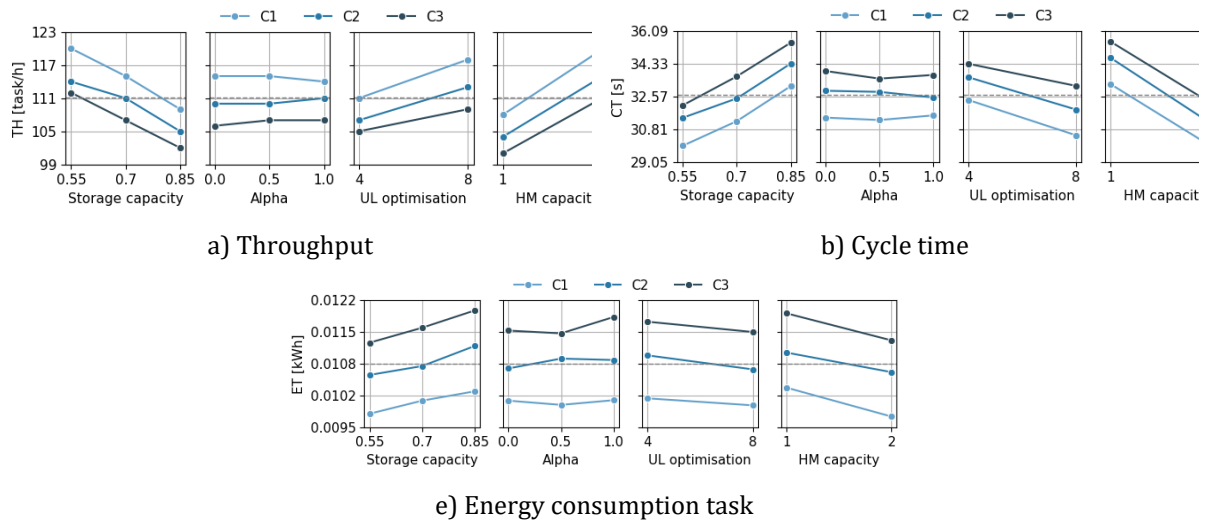 C1 C2 C3
TH [task/h]
123
117
111
105
99
0.55 0.7 0.85
Storage capacity
0.0 0.5 1.0
Alpha
4 8
UL optimisation
1
HM capacit
a) Throughput
C1 C2 C3
CT [s]
36.09
34.33
32.57
30.81
29.05
0.55 0.7 0.85
Storage capacity
0.0 0.5 1.0
Alpha
4 8
UL optimisation
1
HM capacit
b) Cycle time
C1 C2 C3
ET [kWh]
0.0122
0.0115
0.0108
0.0102
0.0095
0.55 0.7 0.85
Storage capacity
0.0 0.5 1.0
Alpha
4 8
UL optimisation
1 2
HM capacity
e) Energy consumption task